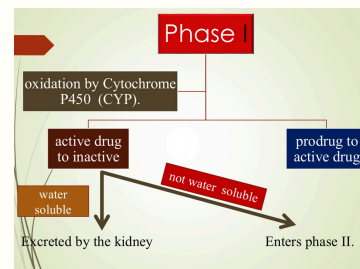 Phase I
oxidation by Cytochrome
P450 (CYP).
active drug
to inactive
prodrug to
active drug
not water soluble
water
soluble
Excreted by the kidney
Enters phase II.